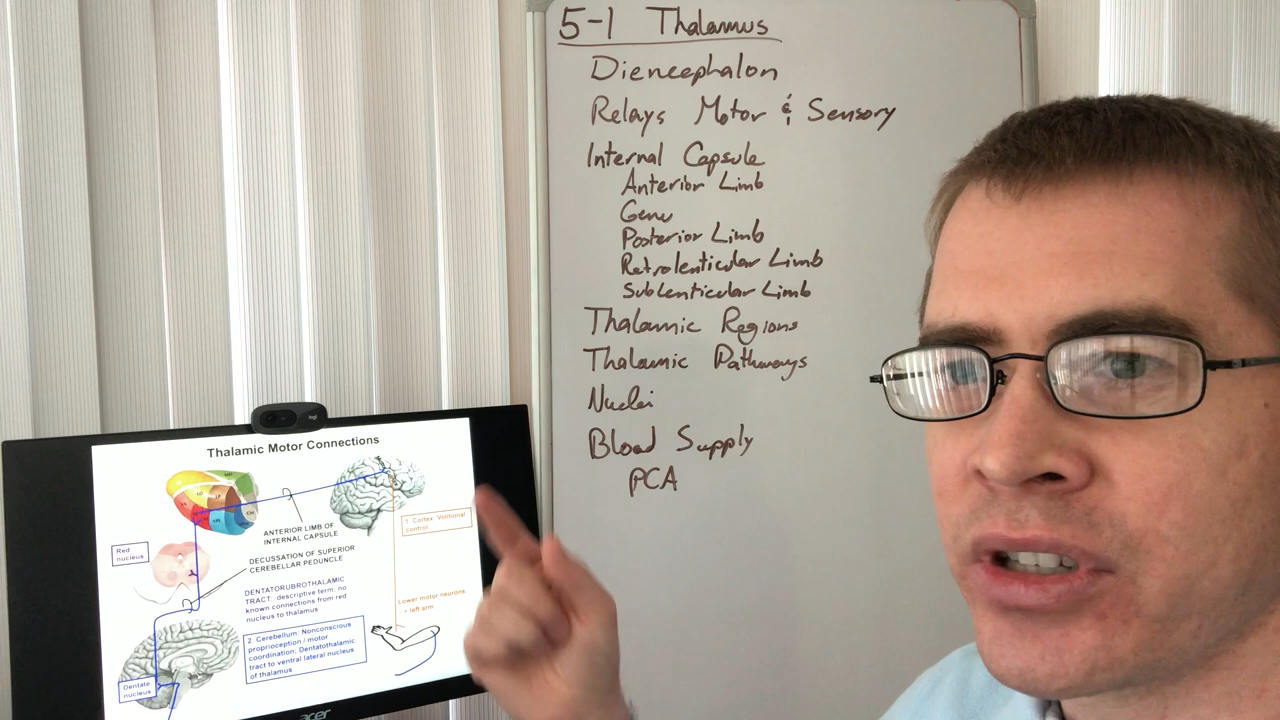 5-1 Thalamus
Diencephalon
Relays Motor & Sensory
Internal Capsule
Anterior Limb
Genu
Posterior Limb
Retrolenticular Limb
Sublenticular Limb
Thalamic Regions
Thalamic Pathways
Nuclei
Blood Supply
PCA
logi
Thalamic Motor Connections
ANTERIOR LIMB OF
INTERNAL CAPSULE
1. Cortex: Volitional
control
Red
nucleus
DECUSSATION OF SUPERIOR
CEREBELLAR PEDUNCLE
DENTATORUBROTHALAMIC
TRACT: descriptive term; no
known connections from red
nucleus to thalamus
Lower motor neurons
- left arm
2. Cerebellum: Nonconscious
proprioception / motor
coordination: Dentatothalamic
tract to ventral lateral nucleus
of thalamus
Dentate
nucleus
acer